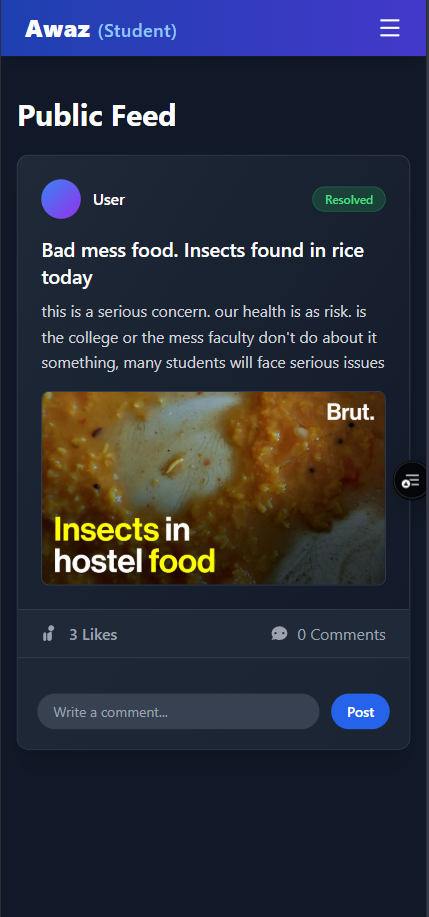 Awaz (Student)
Public Feed
User
Resolved
Bad mess food. Insects found in rice
today
this is a serious concern. our health is as risk. is
the college or the mess faculty don't do about it
something, many students will face serious issues
Brut.
Insects in
hostel food
3 Likes
0 Comments
Write a comment...
Post